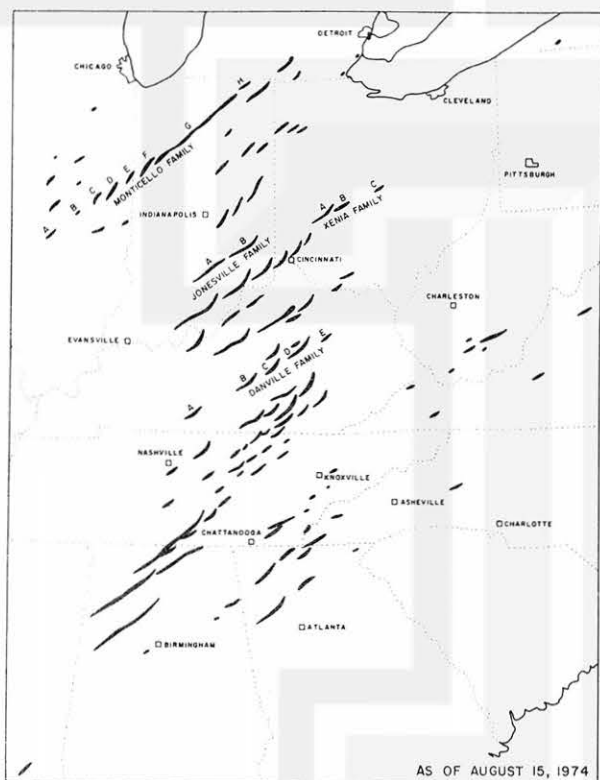 DETROIT
CHICAGO
CLEVELAND
H
G
F
E
D
C
B
A
MONTICELLO FAMILY
PITTSBURGH
INDIANAPOLIS
A
B
C
XENIA FAMILY
A
B
JONESVILLE FAMILY
CINCINNATI
CHARLESTON
EVANSVILLE
A
B
C
D
E
DANVILLE FAMILY
NASHVILLE
KNOXVILLE
ASHEVILLE
CHARLOTTE
CHATTANOOGA
ATLANTA
BIRMINGHAM
AS OF AUGUST 15, 1974